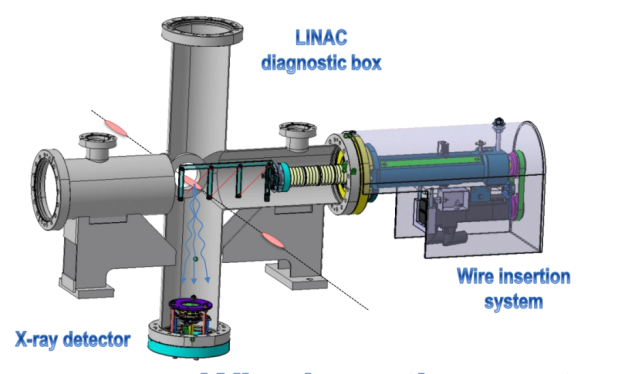 LINAC
diagnostic box
Wire insertion
system
X-ray detector